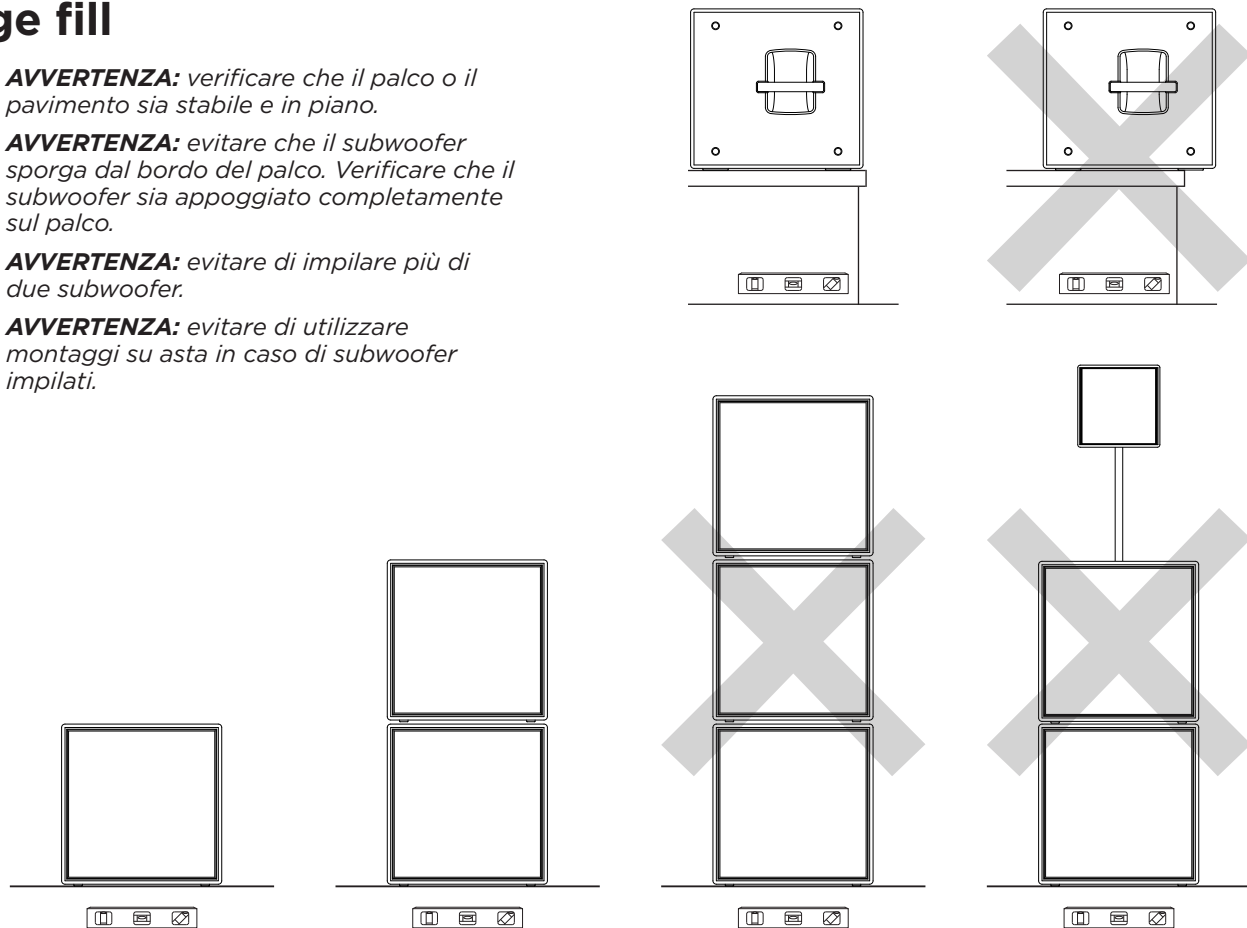 ge fill
AVVERTENZA: verificare che il palco o il
pavimento sia stabile e in piano.
AVVERTENZA: evitare che il subwoofer
sporga dal bordo del palco. Verificare che il
subwoofer sia appoggiato completamente
sul palco.
AVVERTENZA: evitare di impilare più di
due subwoofer.
AVVERTENZA: evitare di utilizzare
montaggi su asta in caso di subwoofer
impilati.